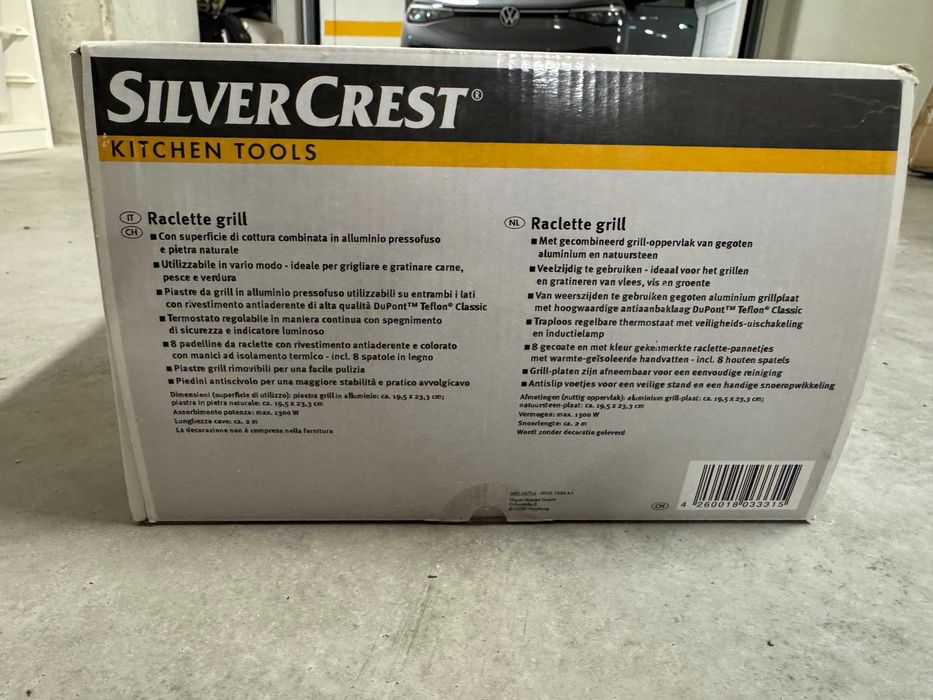 SILVERCREST®
KITCHEN TOOLS
IT
CH
Raclette grill
■ Con superficie di cottura combinata in alluminio pressofuso
e pietra naturale
■ Utilizzabile in vario modo - ideale per grigliare e gratinare carne,
pesce e verdura
■ Piastre da grill in alluminio pressofuso utilizzabili su entrambi i lati
con rivestimento antiaderente di alta qualità DuPont™ Teflon® Classic
■ Termostato regolabile in maniera continua con spegnimento
di sicurezza e indicatore luminoso
■ 8 padelline da raclette con rivestimento antiaderente e colorato
con manici ad isolamento termico - incl. 8 spatole in legno
■ Piastre grill rimovibili per una facile pulizia
■ Piedini antiscivolo per una maggiore stabilità e pratico avvolgicavo
Dimensioni (superficie di utilizzo): piastra grill in alluminio: ca. 19,5 x 23,3 cm;
piastra in pietra naturale: ca. 19,5 x 23,3 cm
Assorbimento potenza: max. 1300 W
Lunghezza cavo: ca. 2 m
La decorazione non è compresa nella fornitura
NL
Raclette grill
■ Met gecombineerd grill-oppervlak van gegoten
aluminium en natuursteen
■ Veelzijdig te gebruiken - ideaal voor het grillen
en gratineren van vlees, vis en groente
■ Van weerszijden te gebruiken gegoten aluminium grillplaat
met hoogwaardige antiaanbaklaag DuPont™ Teflon® Classic
■ Traploos regelbare thermostaat met veiligheids-uischakeling
en inductielamp
■ 8 gecoate en met kleur gekenmerkte raclette-pannetjes
met warmte-geïsoleerde handvatten - incl. 8 houten spatels
■ Grill-platen zijn afneembaar voor een eenvoudige reiniging
■ Antislip voetjes voor een veilige stand en een handige snoeropwikkeling
Afmetingen (nuttig oppervlak): aluminium grill-plaat: ca. 19,5 x 23,3 cm;
natuursteen-plaat: ca. 19,5 x 23,3 cm
Vermogen: max. 1300 W
Snoerlengte: ca. 2 m
Wordt zonder decoratie geleverd
CH
4 260018 033315